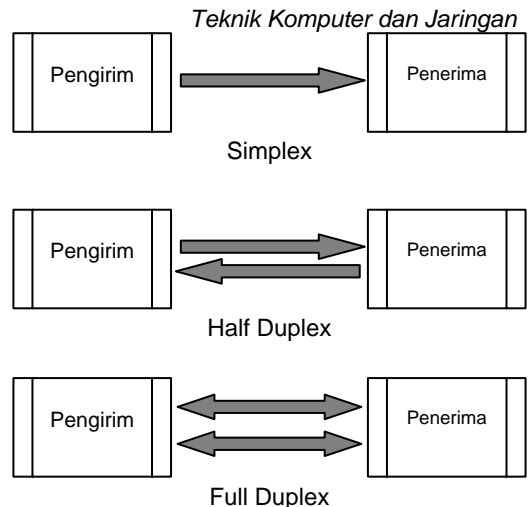 Teknik Komputer dan Jaringan
Pengirim
Penerima
Simplex
Pengirim
Penerima
Half Duplex
Pengirim
Penerima
Full Duplex